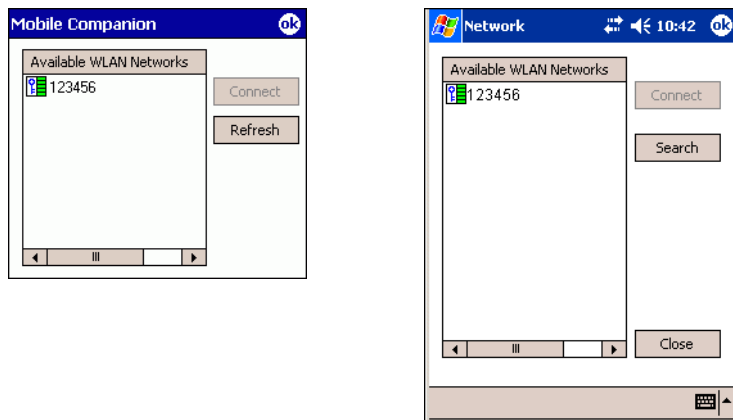 Mobile Companion ok
Available WLAN Networks
123456
Connect
Refresh
Network 10:42 ok
Available WLAN Networks
123456
Connect
Search
Close